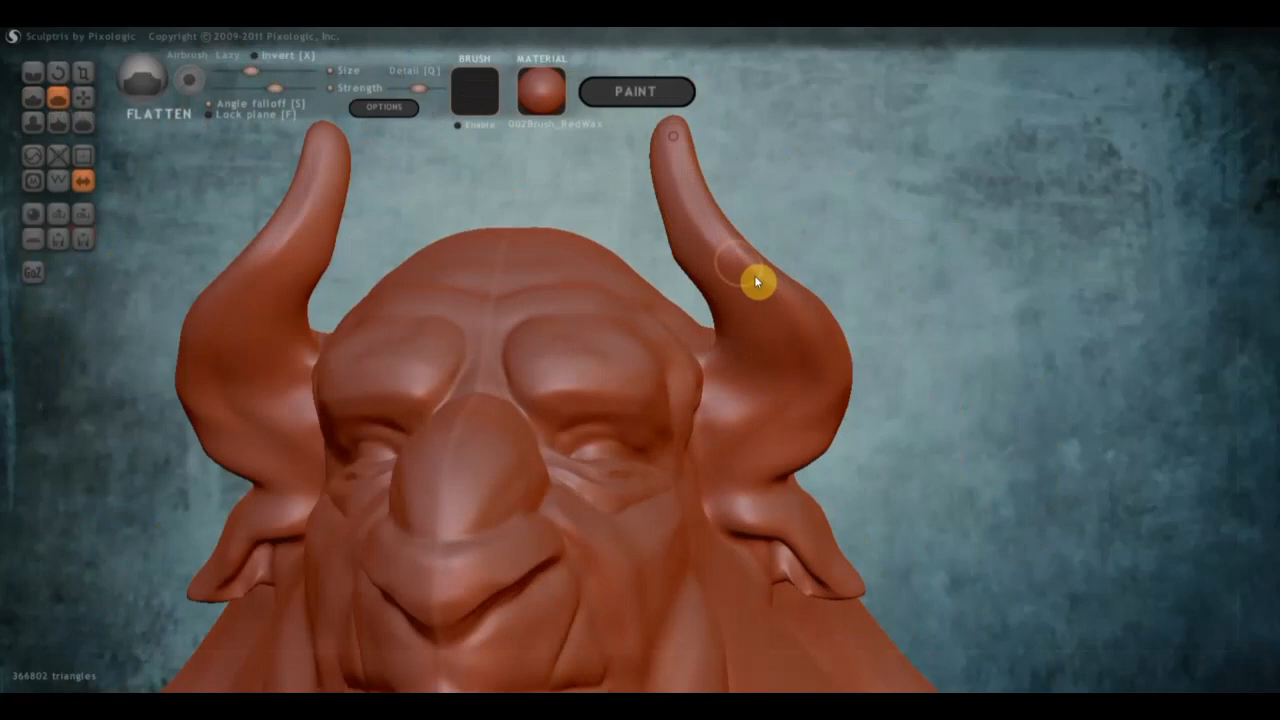 Sculptris by Pixologic Copyright ©2009-2011 Pixologic, Inc.
Airbrush Lazy Invert [X]
Size Detail [Q]
Strength
Angle falloff [S]
Lock plane [F]
FLATTEN
OPTIONS
BRUSH
Enable
MATERIAL
002Brush_RedWax
PAINT
GoZ
366802 triangles